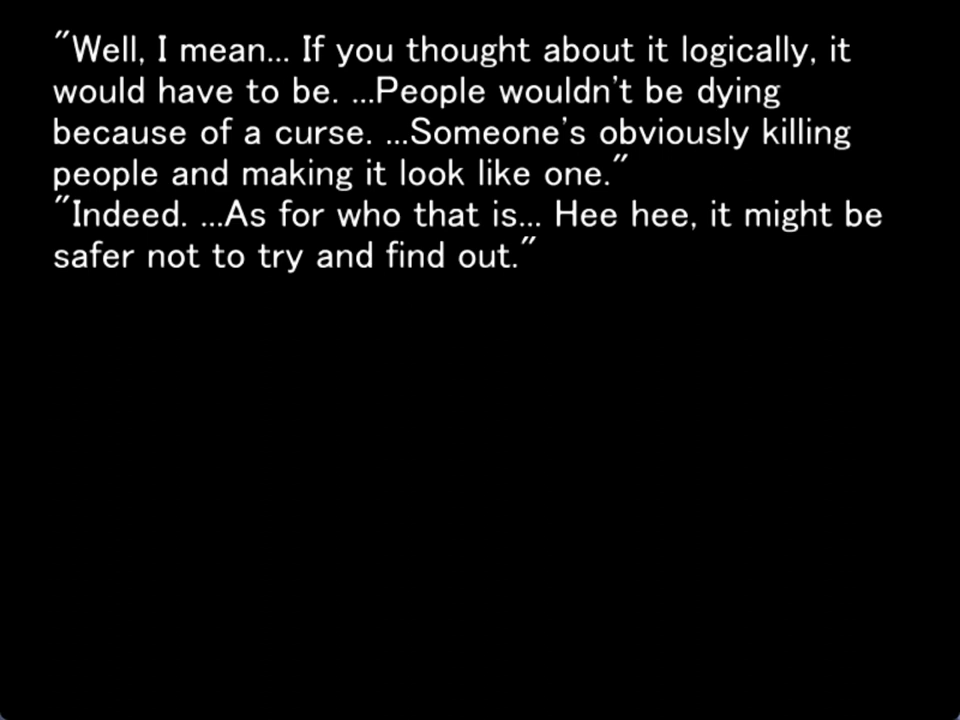 "Well, I mean... If you thought about it logically, it
would have to be. ...People wouldn't be dying
because of a curse. ...Someone's obviously killing
people and making it look like one."
"Indeed. ...As for who that is... Hee hee, it might be
safer not to try and find out."